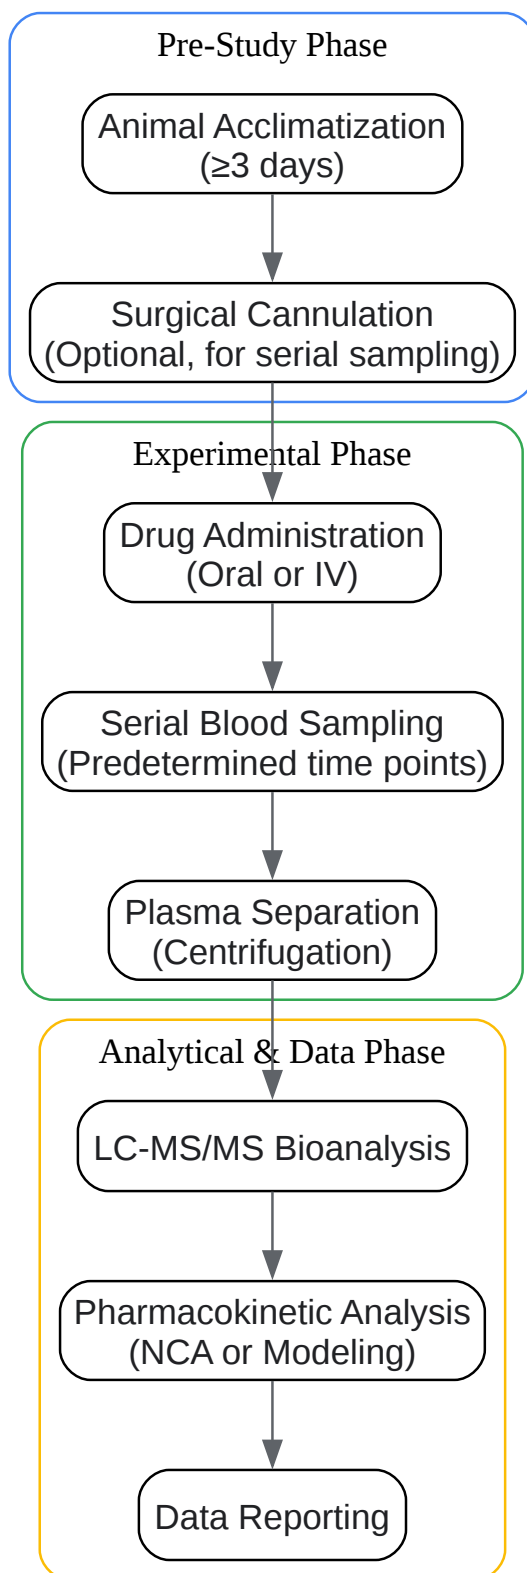 Pre-Study Phase
Animal Acclimatization
(≥3 days)
Surgical Cannulation
(Optional, for serial sampling)
Experimental Phase
Drug Administration
(Oral or IV)
Serial Blood Sampling
(Predetermined time points)
Plasma Separation
(Centrifugation)
Analytical & Data Phase
LC-MS/MS Bioanalysis
Pharmacokinetic Analysis
(NCA or Modeling)
Data Reporting